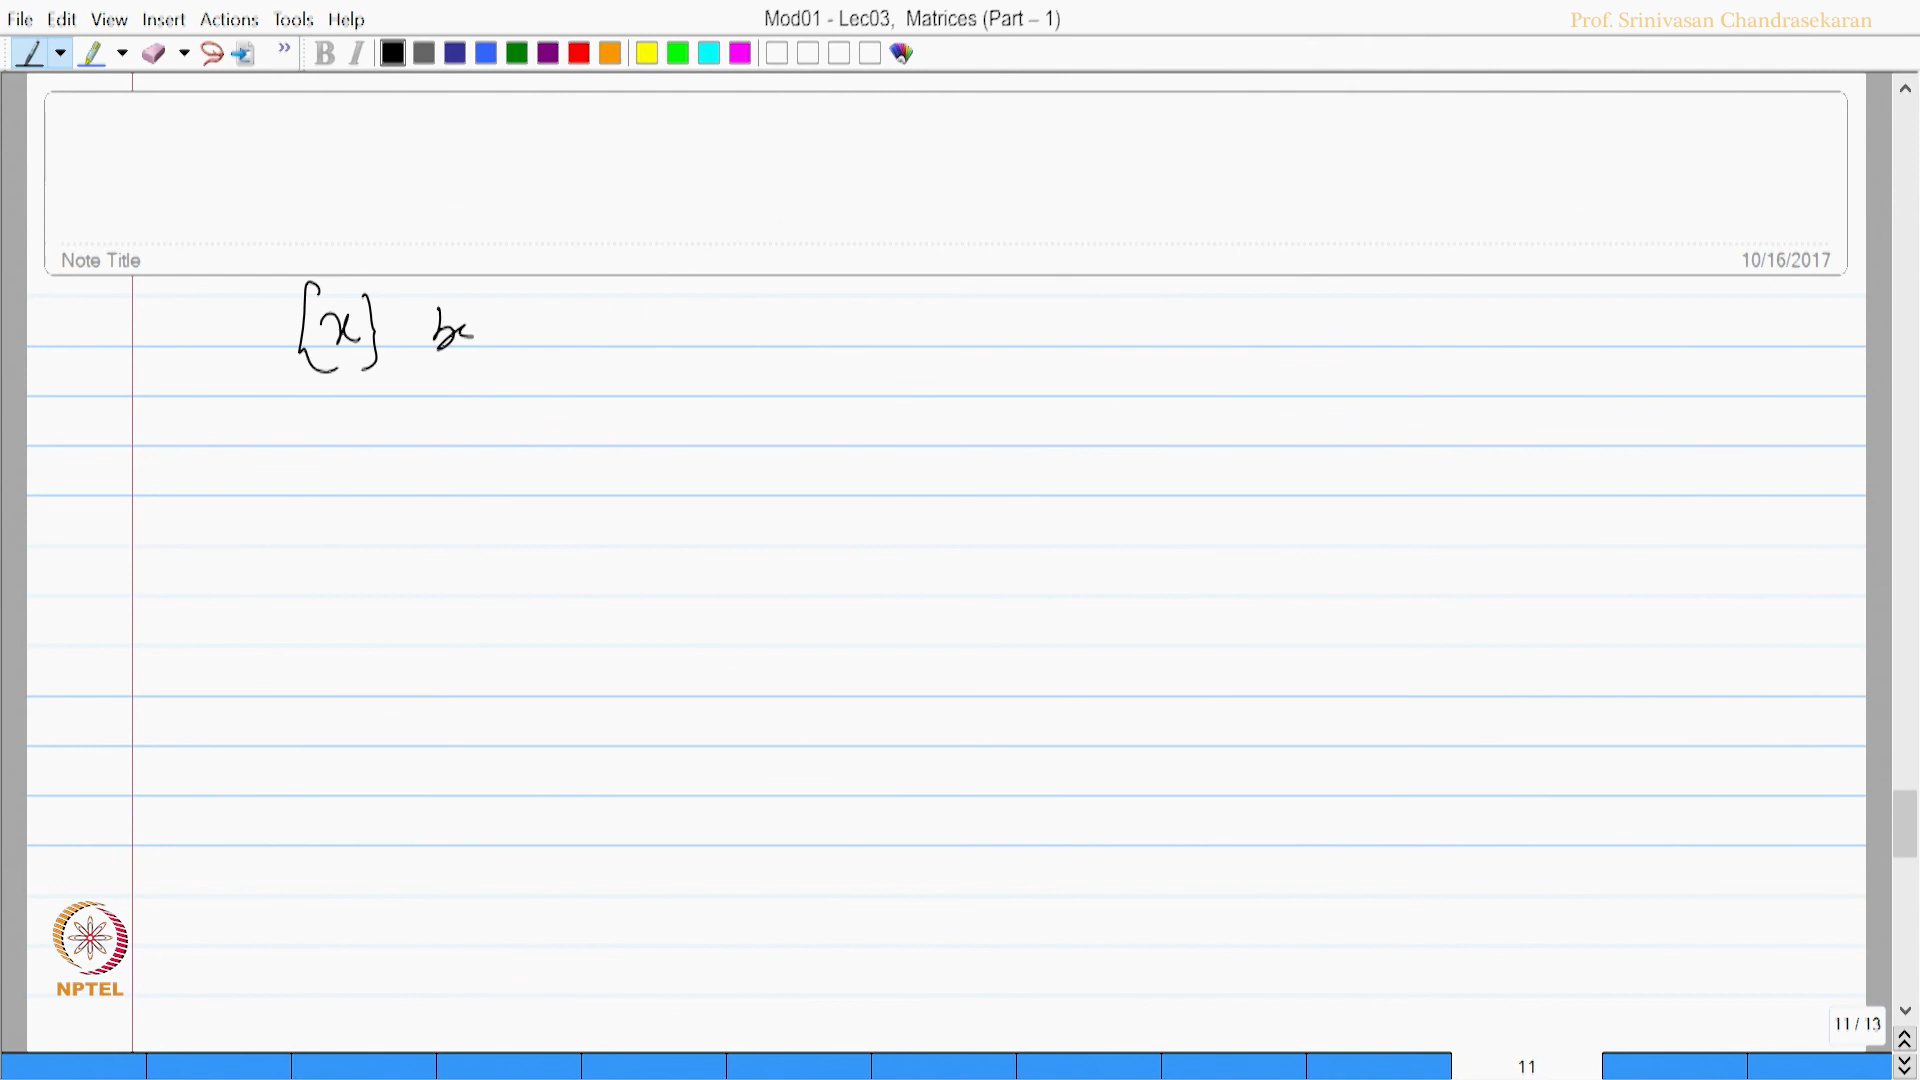 File Edit View Insert Actions Tools Help
Mod01 - Lec03, Matrices (Part – 1)
Prof. Srinivasan Chandrasekaran
B I
Note Title
10/16/2017
{x}
NPTEL
11 / 13
11